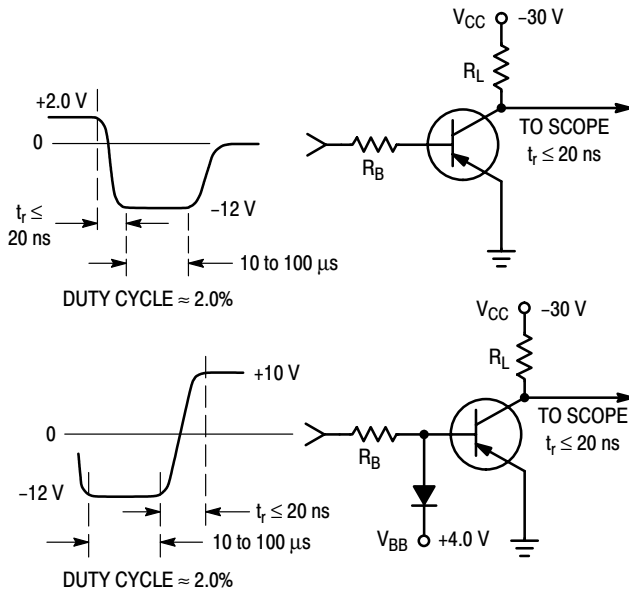 V_CC –30 V
R_L
+2.0 V
0
TO SCOPE
t_r ≤ 20 ns
R_B
–12 V
t_r ≤
20 ns
10 to 100 µs
DUTY CYCLE ≈ 2.0%
V_CC –30 V
R_L
+10 V
TO SCOPE
t_r ≤ 20 ns
0
R_B
–12 V
t_r ≤ 20 ns
10 to 100 µs
V_BB +4.0 V
DUTY CYCLE ≈ 2.0%